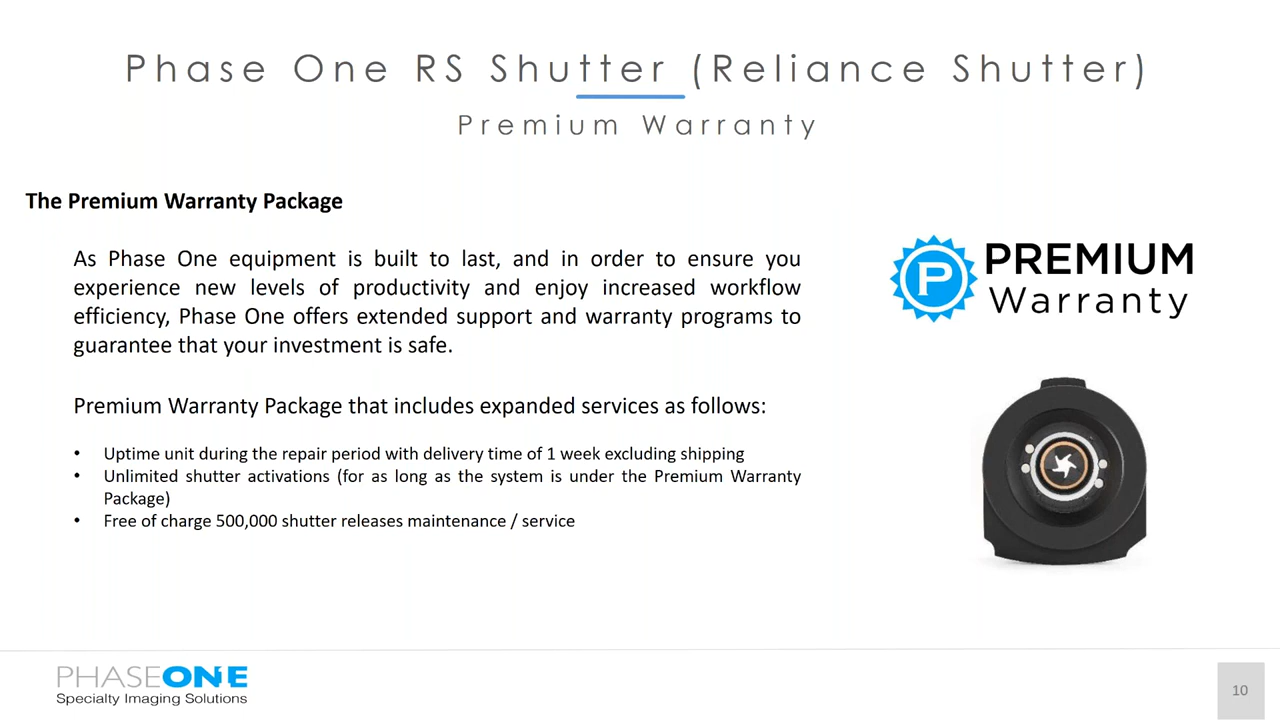 Phase One RS Shutter (Reliance Shutter)
Premium Warranty
The Premium Warranty Package
As Phase One equipment is built to last, and in order to ensure you
experience new levels of productivity and enjoy increased workflow
efficiency, Phase One offers extended support and warranty programs to
guarantee that your investment is safe.
Premium Warranty Package that includes expanded services as follows:
• Uptime unit during the repair period with delivery time of 1 week excluding shipping
• Unlimited shutter activations (for as long as the system is under the Premium Warranty
Package)
• Free of charge 500,000 shutter releases maintenance / service
P PREMIUM
Warranty
PHASEONE
Specialty Imaging Solutions
10